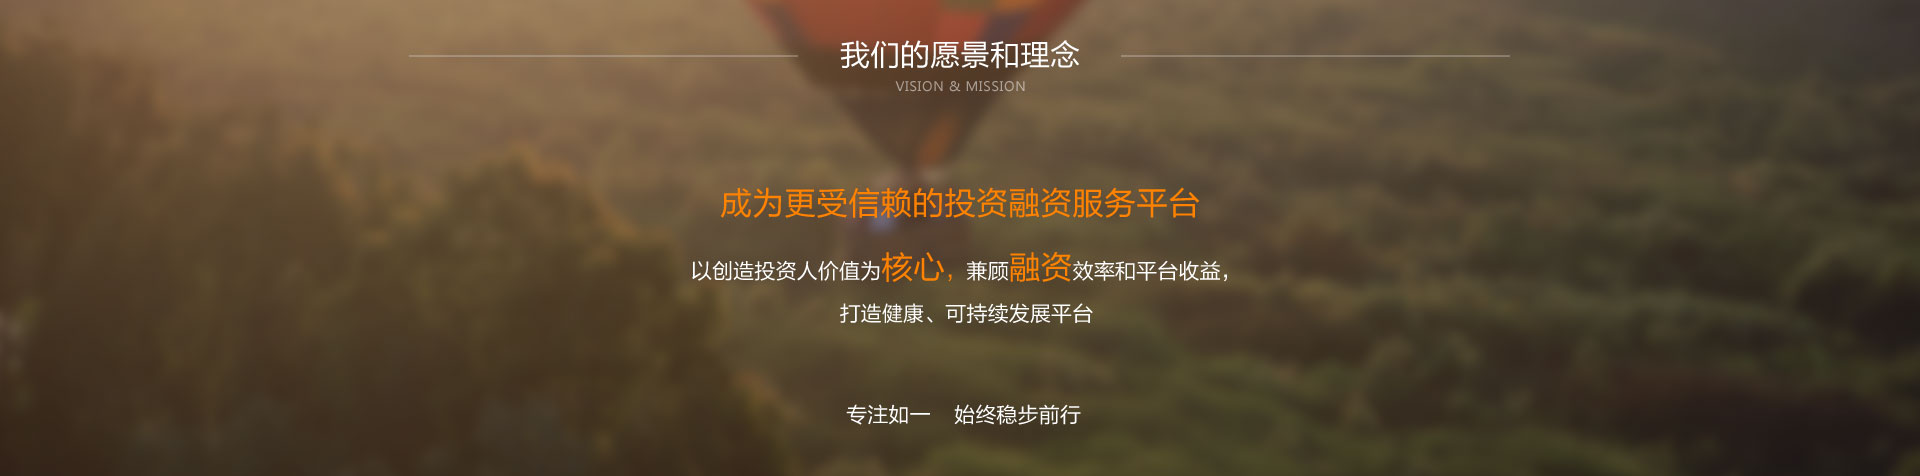 我们的愿景和理念
VISION & MISSION
成为更受信赖的投资融资服务平台
以创造投资人价值为核心，兼顾融资效率和平台收益，
打造健康、可持续发展平台
专注如一 始终稳步前行